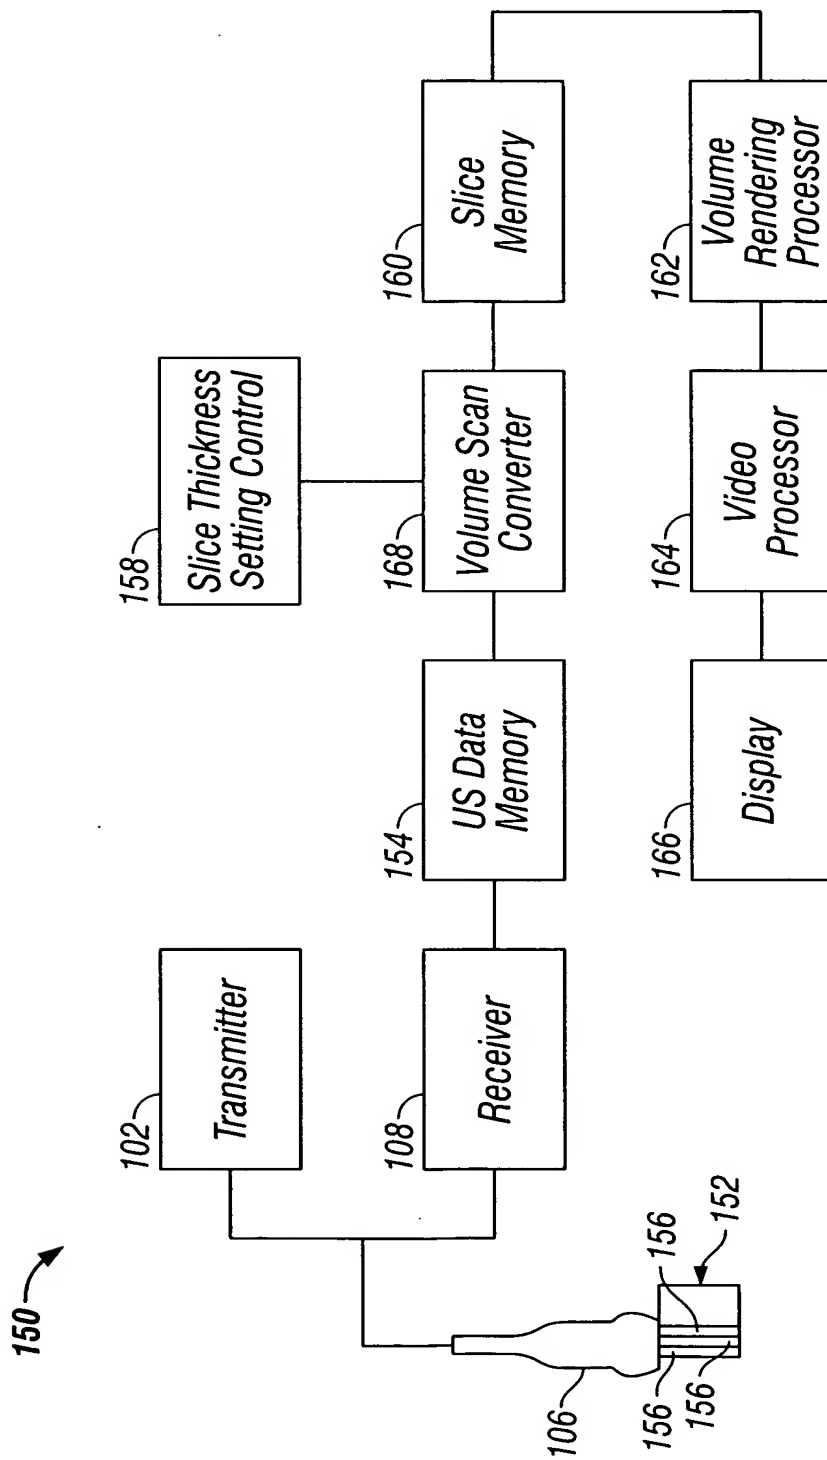 150
102
Transmitter
158
Slice Thickness
Setting Control
108
Receiver
154
US Data
Memory
168
Volume Scan
Converter
160
Slice
Memory
106
156
156
156
152
166
Display
164
Video
Processor
162
Volume
Rendering
Processor